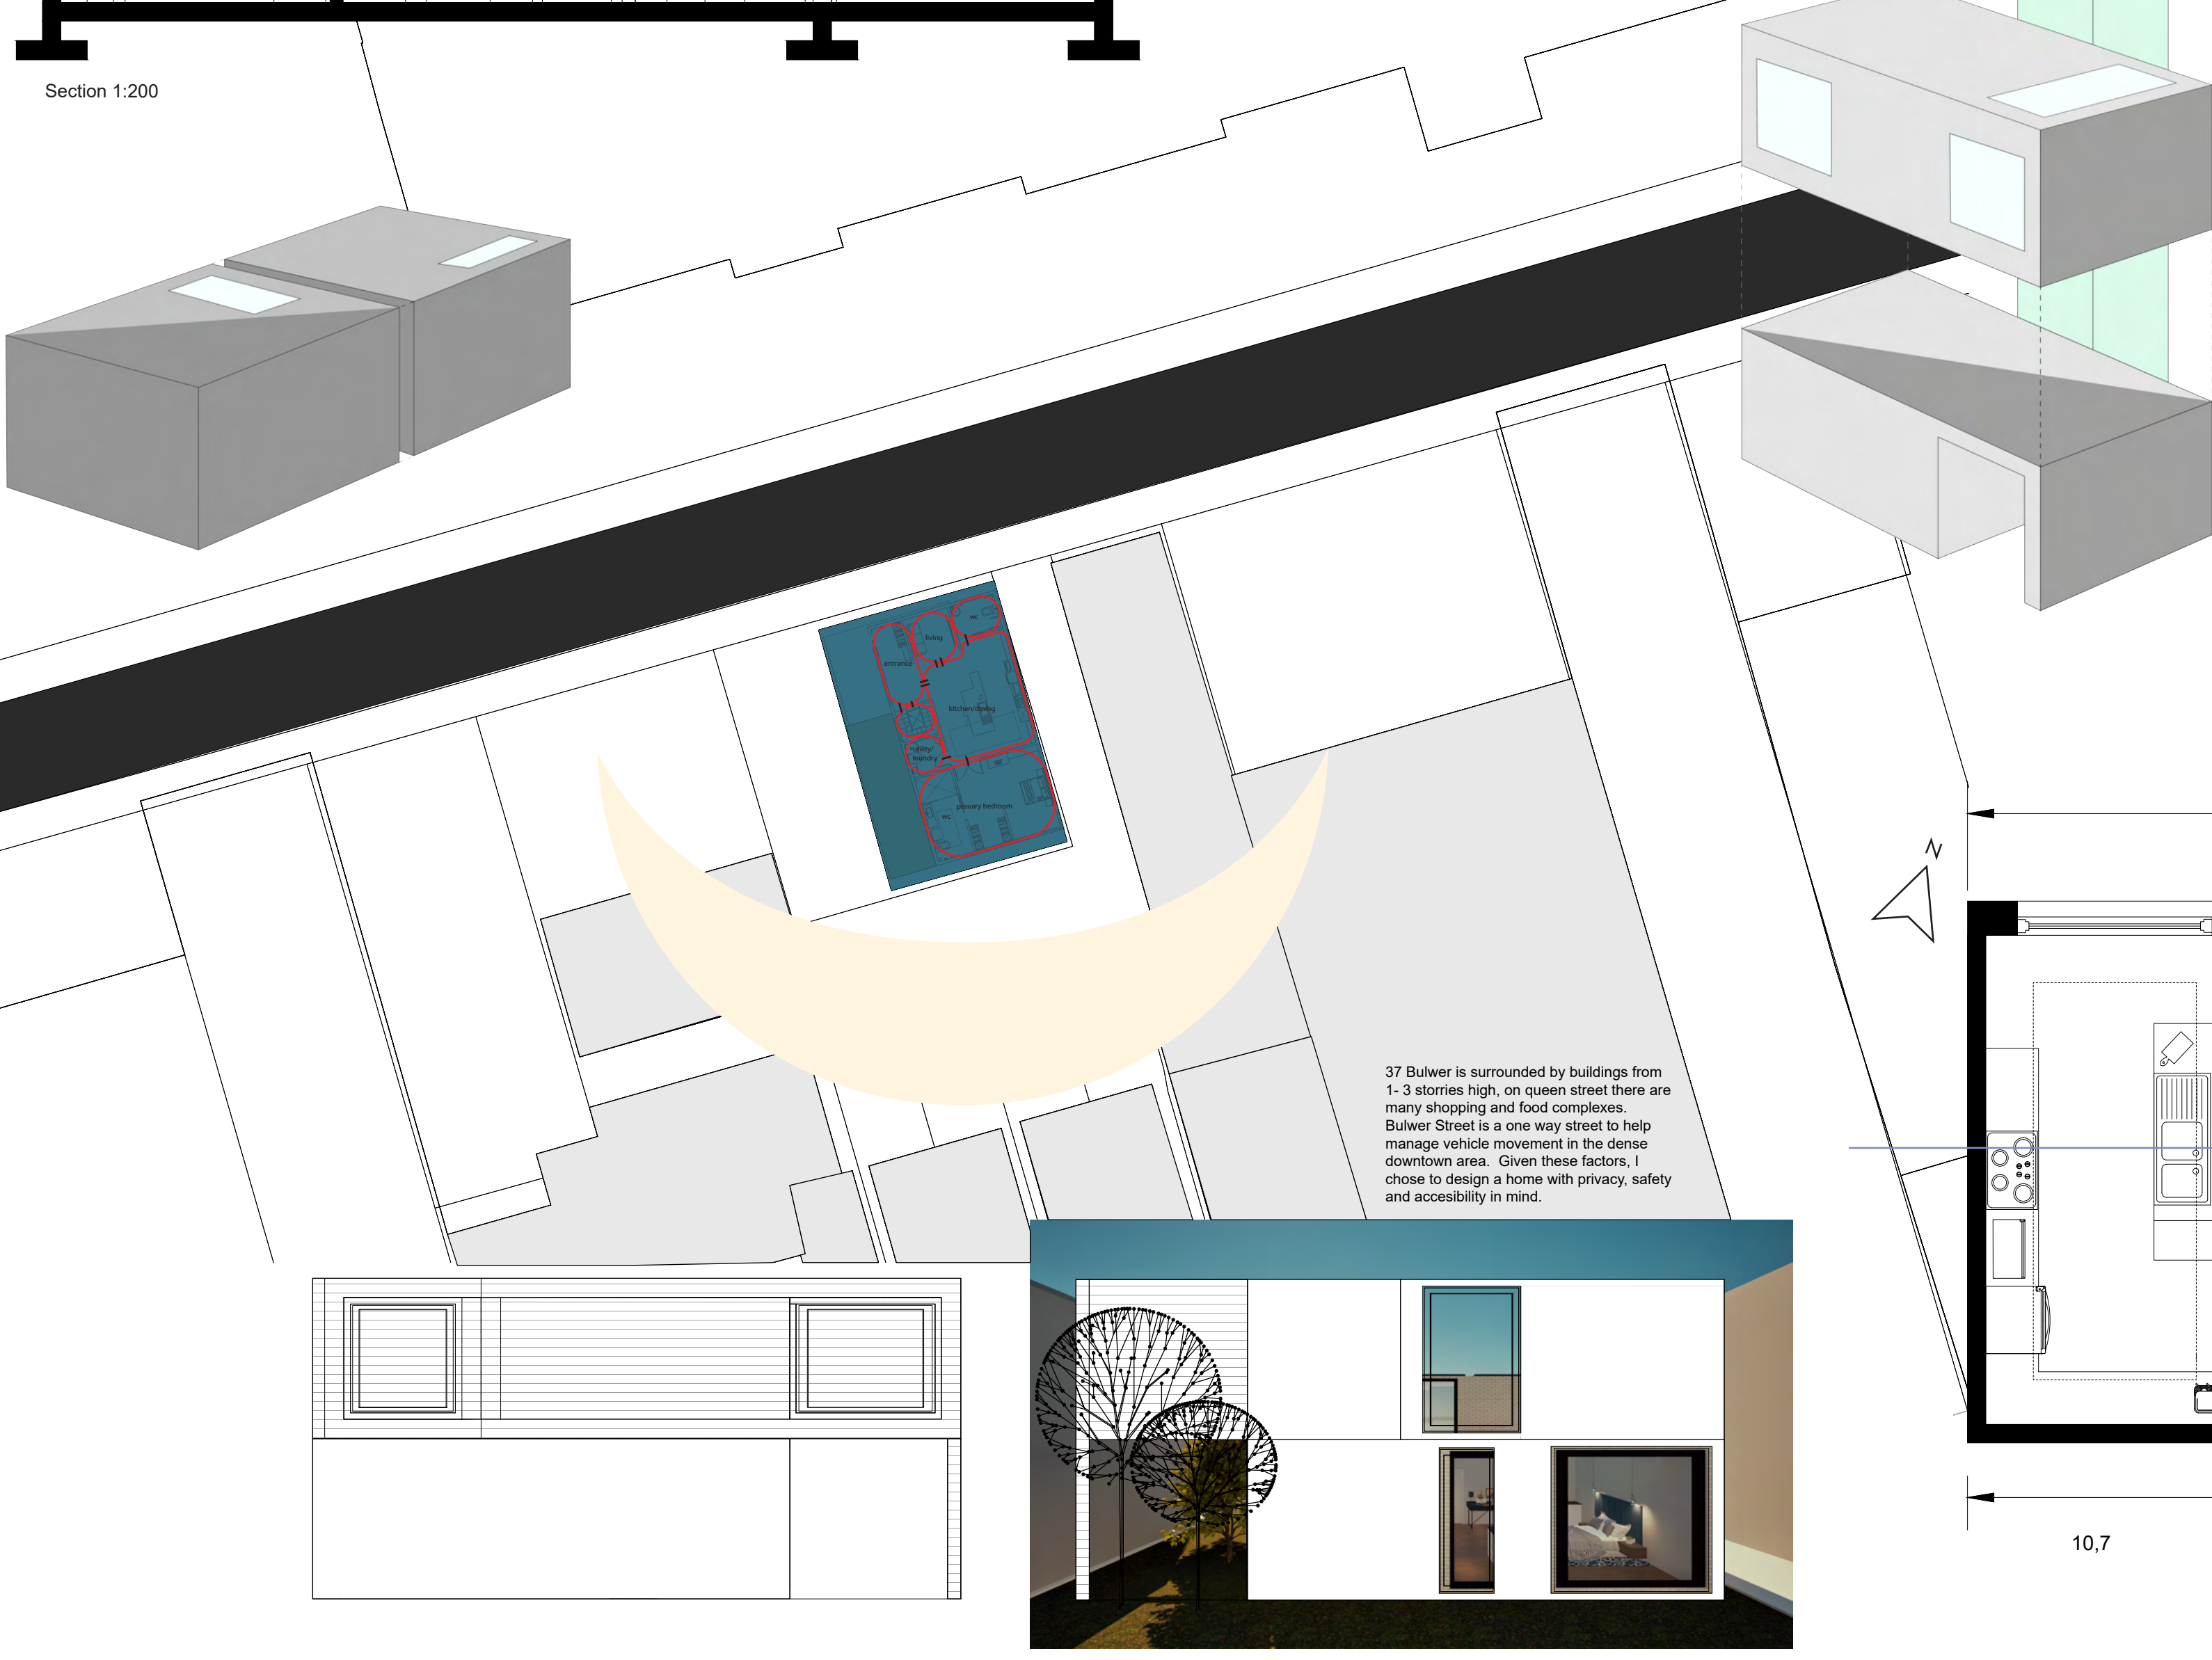 Section 1:200
wc
living
entrance
kitchen/dining
utility/
laundry
primary bedroom
wc
N
37 Bulwer is surrounded by buildings from
1- 3 storries high, on queen street there are
many shopping and food complexes.
Bulwer Street is a one way street to help
manage vehicle movement in the dense
downtown area.  Given these factors, I
chose to design a home with privacy, safety
and accesibility in mind.
10,7